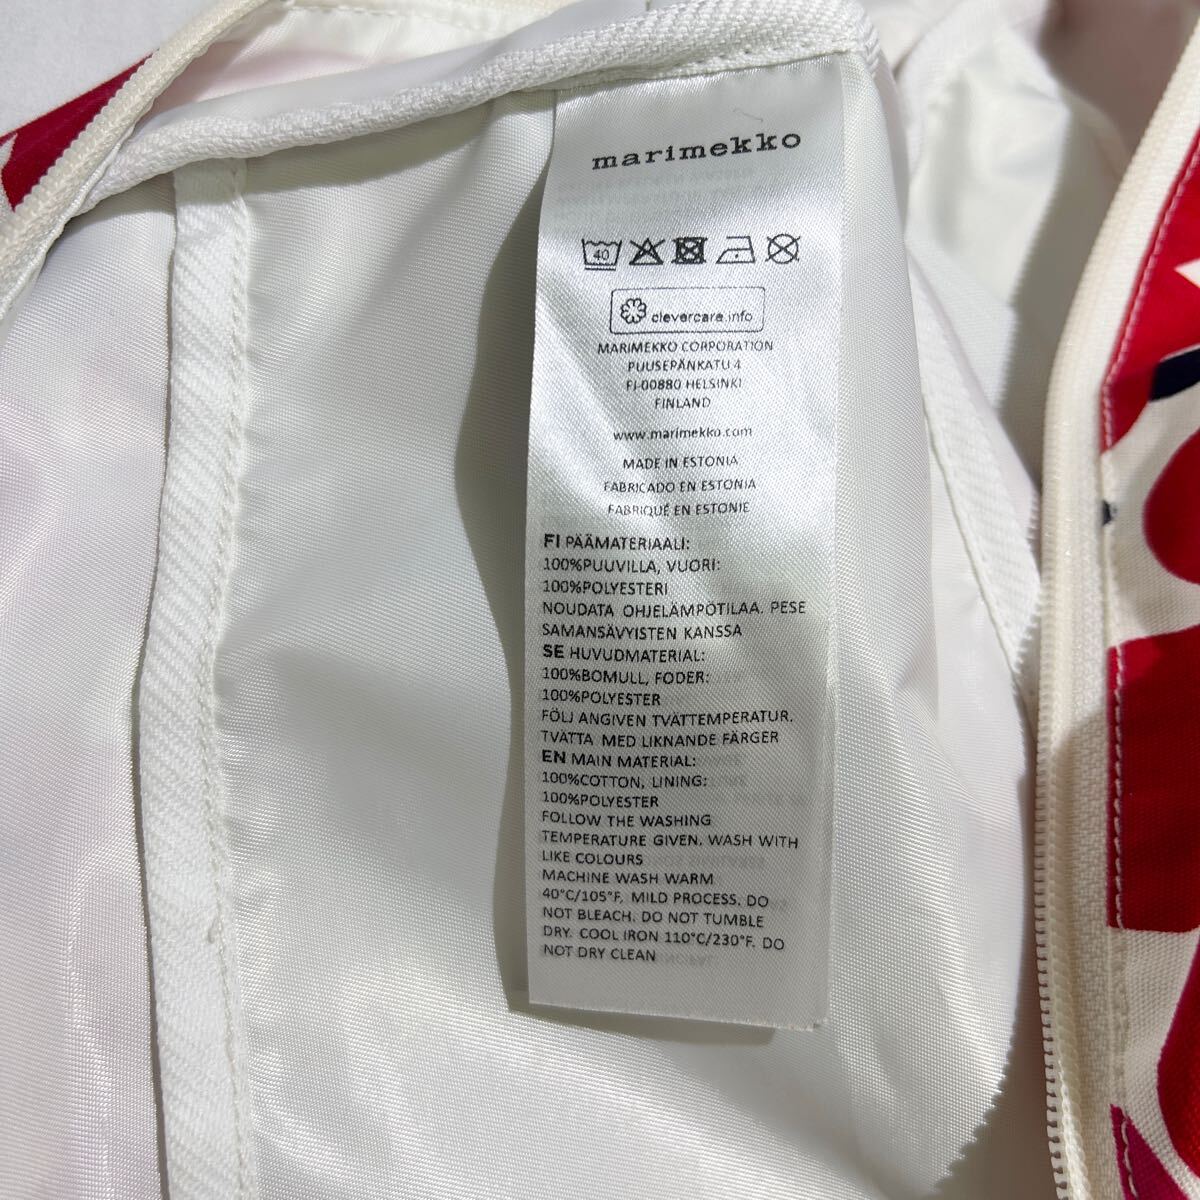 marimekko
40
clevercare.info
MARIMEKKO CORPORATION
PUUSEPÄNKATU 4
FI-00880 HELSINKI
FINLAND
www.marimekko.com
MADE IN ESTONIA
FABRICADO EN ESTONIA
FABRIQUÉ EN ESTONIE
FI PÄÄMATERIAALI:
100%PUUVILLA, VUORI:
100%POLYESTERI
NOUDATA OHJELÄMPÖTILAA. PESE
SAMANSÄVYISTEN KANSSA
SE HUVUDMATERIAL:
100%BOMULL, FODER:
100%POLYESTER
FÖLJ ANGIVEN TVÄTTEMPERATUR.
TVÄTTA MED LIKNANDE FÄRGER
EN MAIN MATERIAL:
100%COTTON, LINING:
100%POLYESTER
FOLLOW THE WASHING
TEMPERATURE GIVEN. WASH WITH
LIKE COLOURS
MACHINE WASH WARM
40°C/105°F. MILD PROCESS. DO
NOT BLEACH. DO NOT TUMBLE
DRY. COOL IRON 110°C/230°F. DO
NOT DRY CLEAN